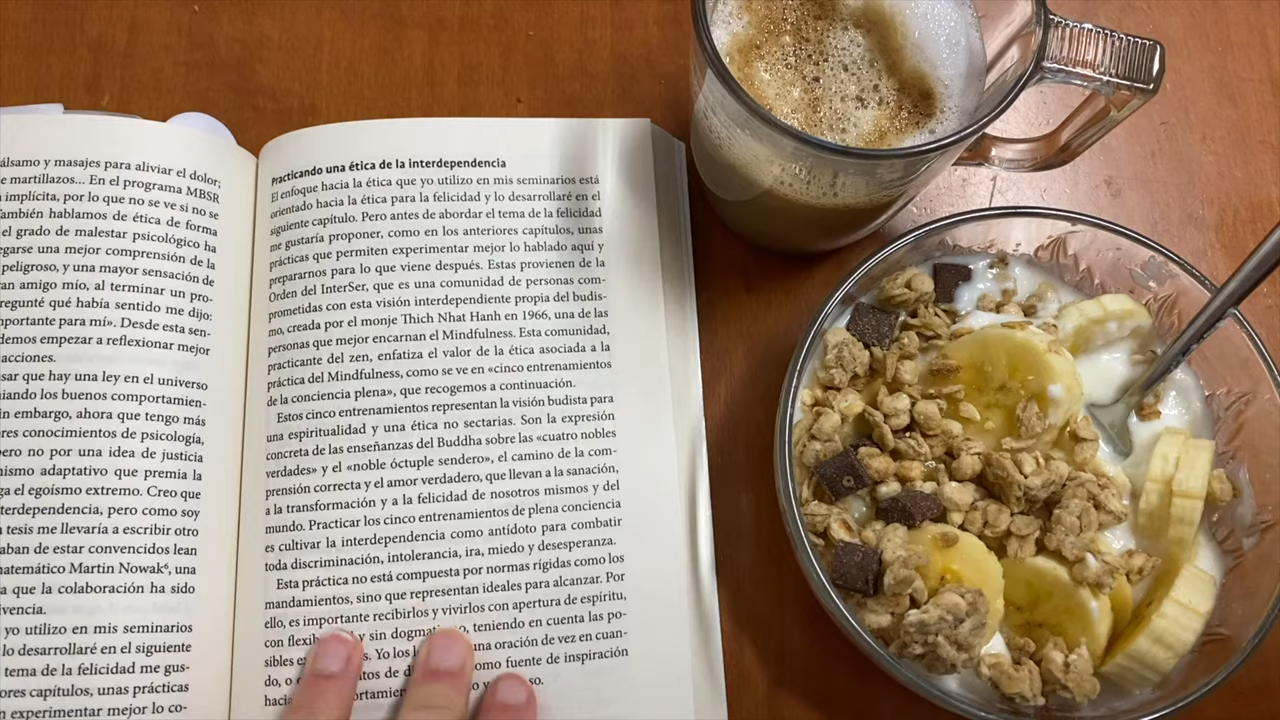 álsamo y masajes para aliviar el dolor;
e martillazos... En el programa MBSR
implícita, por lo que no se ve si no se
También hablamos de ética de forma
el grado de malestar psicológico ha
egarse una mejor comprensión de la
peligroso, y una mayor sensación de
an amigo mío, al terminar un pro-
regunté qué había sentido me dijo:
mportante para mí». Desde esta sen-
demos empezar a reflexionar mejor
acciones.
sar que hay una ley en el universo
iando los buenos comportamien-
in embargo, ahora que tengo más
res conocimientos de psicología,
ero no por una idea de justicia
nismo adaptativo que premia la
ga el egoísmo extremo. Creo que
terdependencia, pero como soy
tesis me llevaría a escribir otro
aban de estar convencidos lean
natemático Martin Nowak⁶, una
a que la colaboración ha sido
vivencia.
yo utilizo en mis seminarios
lo desarrollaré en el siguiente
tema de la felicidad me gus-
ores capítulos, unas prácticas
n experimentar mejor lo co-
Practicando una ética de la interdependencia
El enfoque hacia la ética que yo utilizo en mis seminarios está
orientado hacia la ética para la felicidad y lo desarrollaré en el
siguiente capítulo. Pero antes de abordar el tema de la felicidad
me gustaría proponer, como en los anteriores capítulos, unas
prácticas que permiten experimentar mejor lo hablado aquí y
prepararnos para lo que viene después. Estas provienen de la
Orden del InterSer, que es una comunidad de personas com-
prometidas con esta visión interdependiente propia del budis-
mo, creada por el monje Thich Nhat Hanh en 1966, una de las
personas que mejor encarnan el Mindfulness. Esta comunidad,
practicante del zen, enfatiza el valor de la ética asociada a la
práctica del Mindfulness, como se ve en «cinco entrenamientos
de la conciencia plena», que recogemos a continuación.
Estos cinco entrenamientos representan la visión budista para
una espiritualidad y una ética no sectarias. Son la expresión
concreta de las enseñanzas del Buddha sobre las «cuatro nobles
verdades» y el «noble óctuple sendero», el camino de la com-
prensión correcta y el amor verdadero, que llevan a la sanación,
a la transformación y a la felicidad de nosotros mismos y del
mundo. Practicar los cinco entrenamientos de plena conciencia
es cultivar la interdependencia como antídoto para combatir
toda discriminación, intolerancia, ira, miedo y desesperanza.
Esta práctica no está compuesta por normas rígidas como los
mandamientos, sino que representan ideales para alcanzar. Por
ello, es importante recibirlos y vivirlos con apertura de espíritu,
con y sin teniendo en cuenta las po-
sibles Yo los una oración de vez en cuan-
do, o de como fuente de inspiración
y